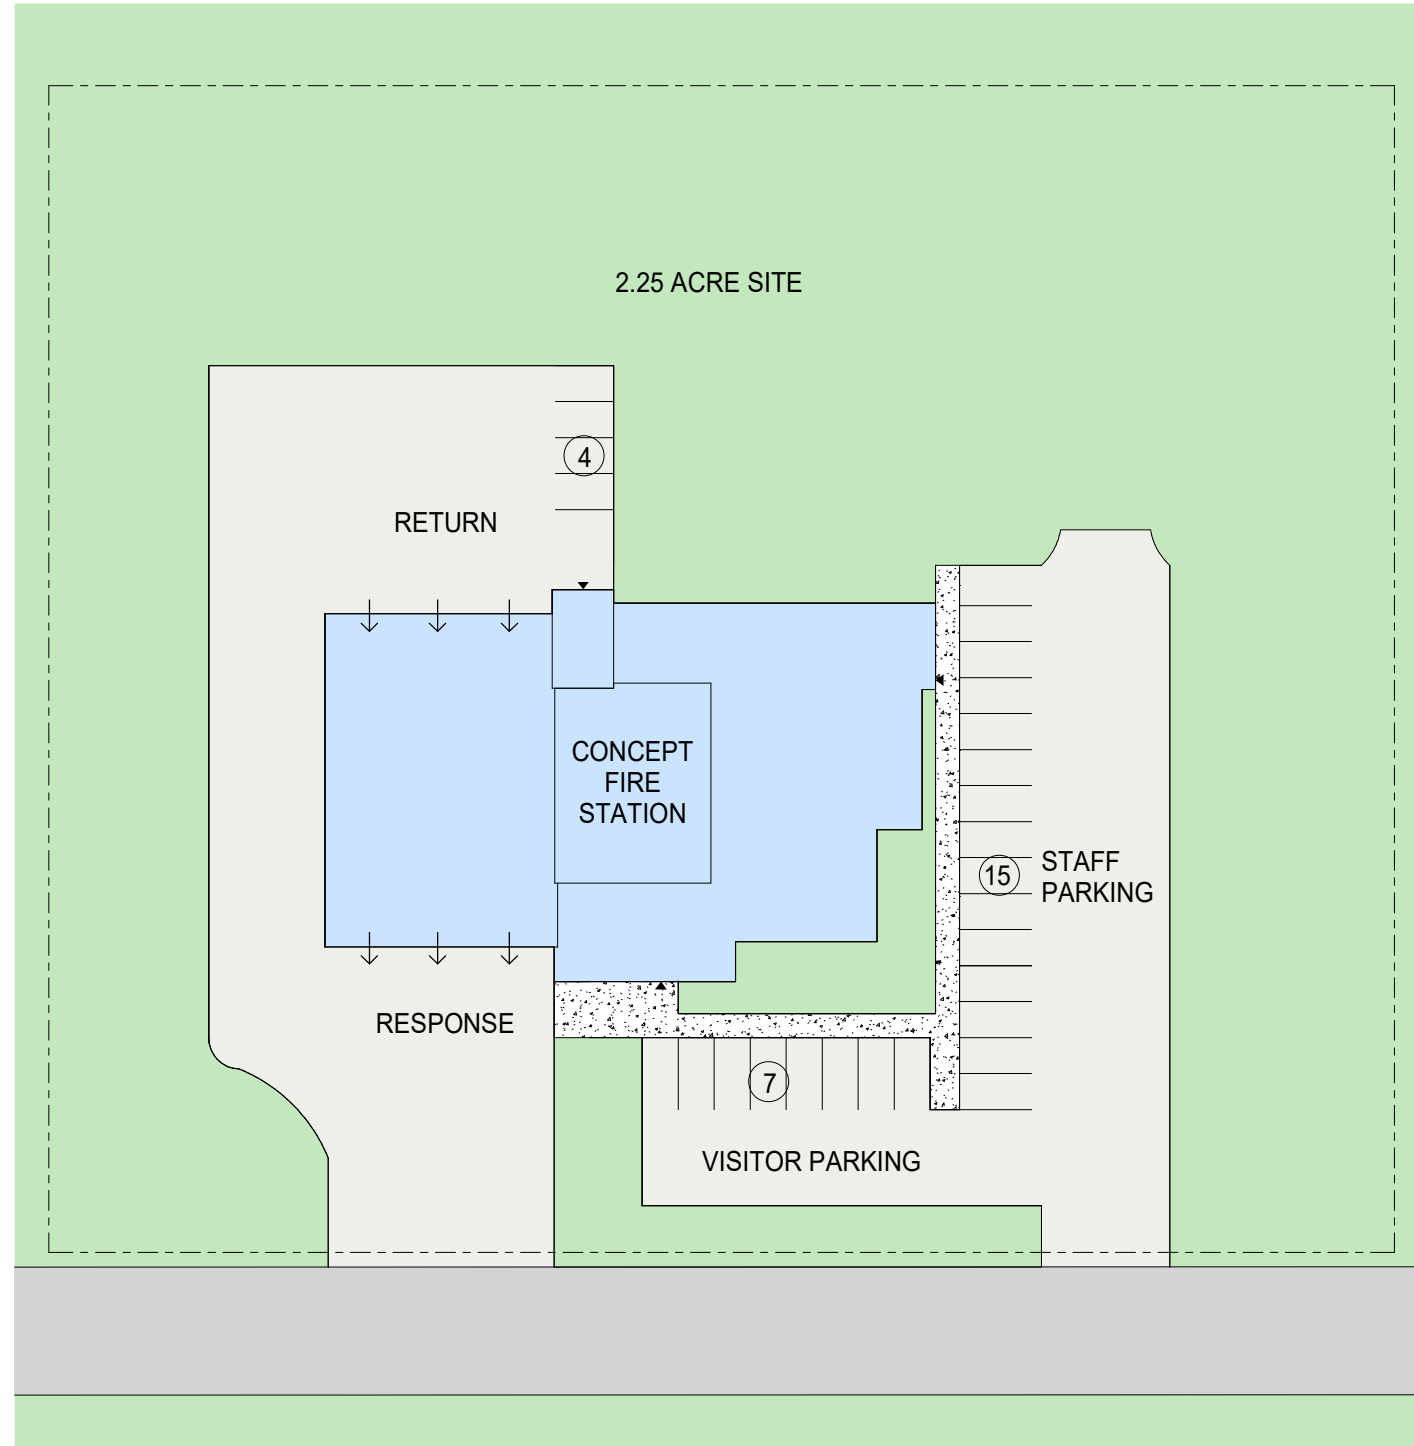 2.25 ACRE SITE
4
RETURN
CONCEPT
FIRE
STATION
15
STAFF
PARKING
RESPONSE
7
VISITOR PARKING